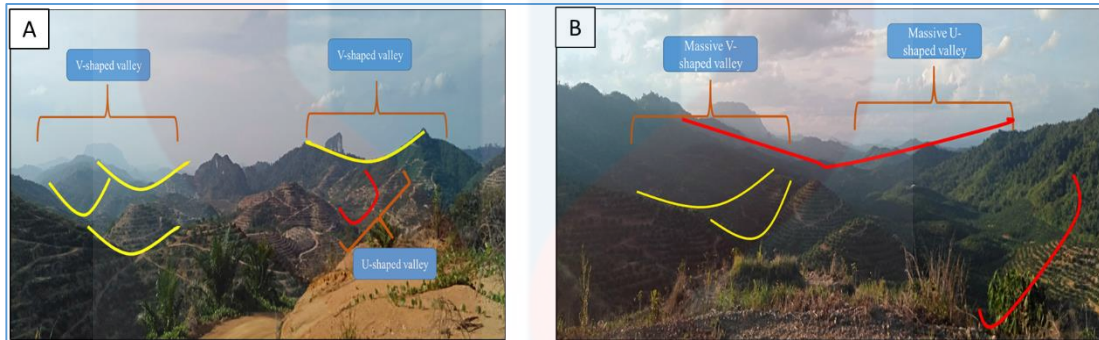 A
V-shaped valley
V-shaped valley
U-shaped valley
B
Massive V-
shaped valley
Massive U-
shaped valley